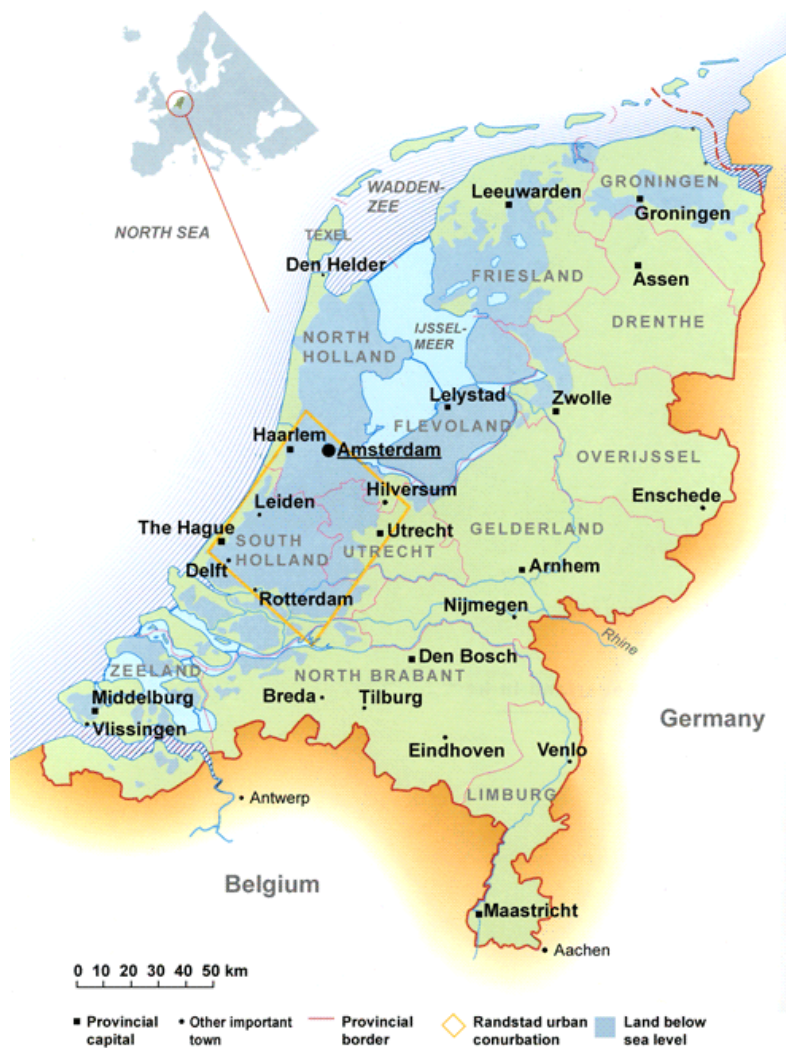 WADDEN-
ZEE
NORTH SEA
TEXEL
Den Helder
Leeuwarden
GRONINGEN
Groningen
FRIESLAND
Assen
DRENTHE
NORTH
HOLLAND
IJSSEL-
MEER
Lelystad
FLEVOLAND
Zwolle
Haarlem
Amsterdam
OVERIJSSEL
Hilversum
Enschede
Leiden
The Hague
SOUTH
HOLLAND
Utrecht
UTRECHT
GELDERLAND
Delft
Arnhem
Rotterdam
Nijmegen
Rhine
ZEELAND
Den Bosch
NORTH BRABANT
Middelburg
Breda
Tilburg
Vlissingen
Germany
Eindhoven
Venlo
LIMBURG
Antwerp
Belgium
Maastricht
Aachen
0 10 20 30 40 50 km
Provincial
capital
Other important
town
Provincial
border
Randstad urban
conurbation
Land below
sea level